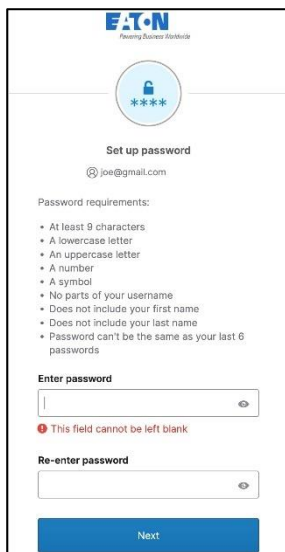 EATON
Powering Business Worldwide
****
Set up password
joe@gmail.com
Password requirements:
• At least 9 characters
• A lowercase letter
• An uppercase letter
• A number
• A symbol
• No parts of your username
• Does not include your first name
• Does not include your last name
• Password can't be the same as your last 6
passwords
Enter password
This field cannot be left blank
Re-enter password
Next